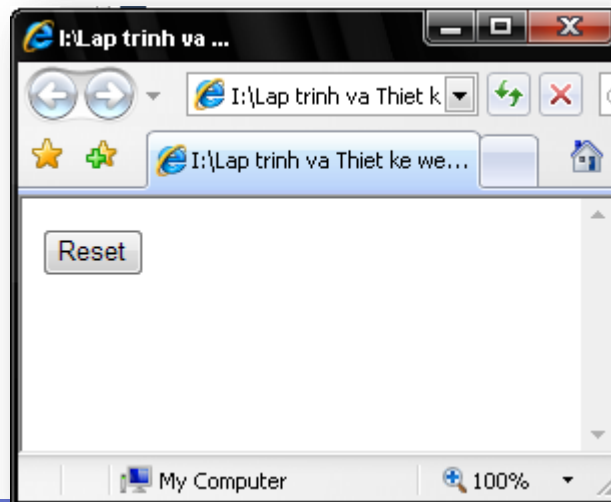 I:\Lap trinh va ...
I:\Lap trinh va Thiet k
I:\Lap trinh va Thiet ke we...
Reset
My Computer
100%